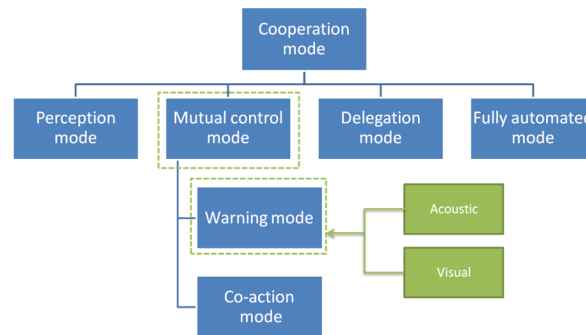 Cooperation
mode
Perception
mode
Mutual control
mode
Delegation
mode
Fully automated
mode
Warning mode
Acoustic
Visual
Co-action
mode